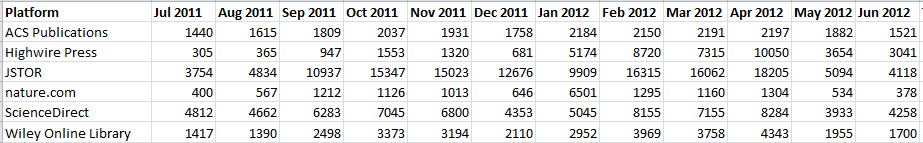 Platform Jul 2011 Aug 2011 Sep 2011 Oct 2011 Nov 2011 Dec 2011 Jan 2012 Feb 2012 Mar 2012 Apr 2012 May 2012 Jun 2012
ACS Publications 1440 1615 1809 2037 1931 1758 2184 2150 2191 2197 1882 1521
Highwire Press 305 365 947 1553 1320 681 5174 8720 7315 10050 3654 3041
JSTOR 3754 4834 10937 15347 15023 12676 9909 16315 16062 18205 5094 4118
nature.com 400 567 1212 1126 1013 646 6501 1295 1160 1304 534 378
ScienceDirect 4812 4662 6283 7045 6800 4353 5045 8155 7155 8284 3933 4258
Wiley Online Library 1417 1390 2498 3373 3194 2110 2952 3969 3758 4343 1955 1700